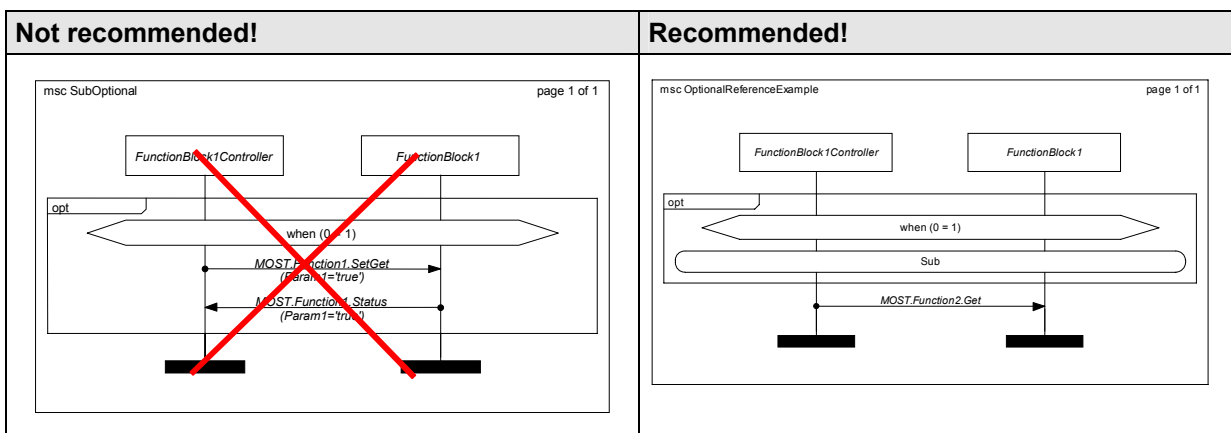 Not recommended!
Recommended!
msc SubOptional
page 1 of 1
FunctionBlock1Controller
FunctionBlock1
opt
when (0 = 1)
MOST.Function1.SetGet
(Param1='true')
MOST.Function1.Status
(Param1='true')
msc OptionalReferenceExample
page 1 of 1
FunctionBlock1Controller
FunctionBlock1
opt
when (0 = 1)
Sub
MOST.Function2.Get